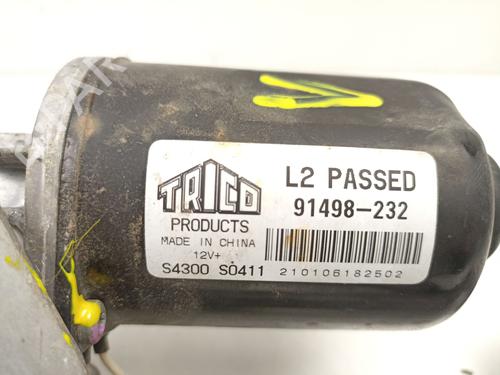 TRICO
PRODUCTS
MADE IN CHINA
12V+
S4300 S0411
L2 PASSED
91498-232
210106182502